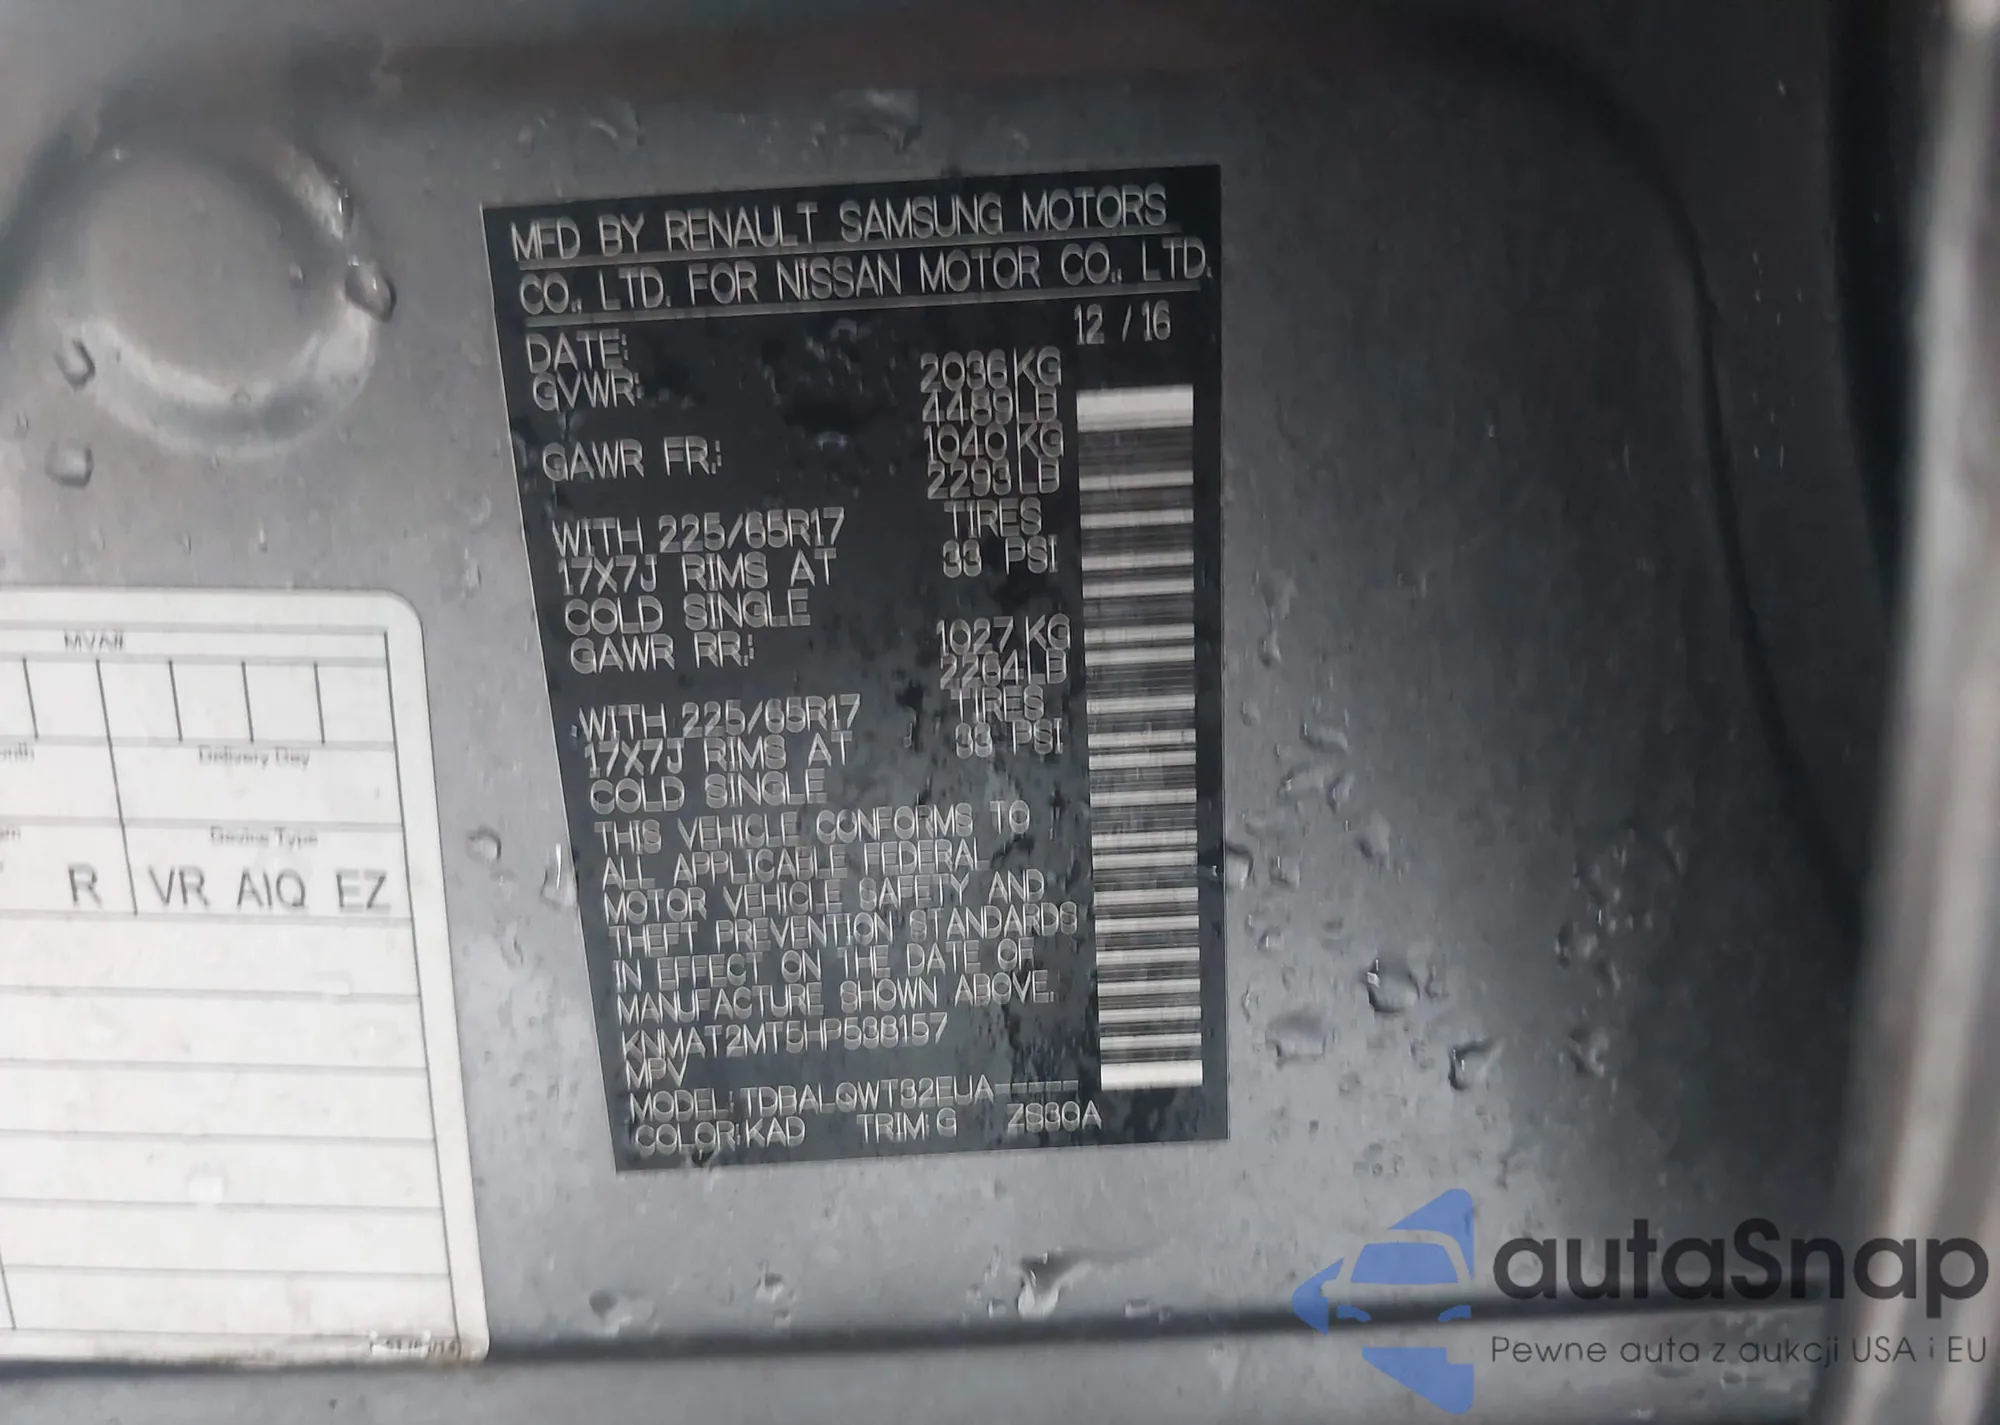 MFD BY RENAULT SAMSUNG MOTORS
CO., LTD. FOR NISSAN MOTOR CO., LTD.
DATE: 12 / 16
GVWR: 2036 KG
4489 LB
GAWR FR: 1040 KG
2293 LB
WITH 225/65R17 TIRES
17X7J RIMS AT 33 PSI
COLD SINGLE
GAWR RR: 1027 KG
2264 LB
WITH 225/65R17 TIRES
17X7J RIMS AT 33 PSI
COLD SINGLE
THIS VEHICLE CONFORMS TO
ALL APPLICABLE FEDERAL
MOTOR VEHICLE SAFETY AND
THEFT PREVENTION STANDARDS
IN EFFECT ON THE DATE OF
MANUFACTURE SHOWN ABOVE.
KNMAT2MT5HP538157
MPV
MODEL: TDBALQWT32EUA-----
COLOR: KAD TRIM: G ZS30A
MVA#
Delivery Day
Device Type
R VR AIQ EZ
autaSnap
Pewne auta z aukcji USA i EU